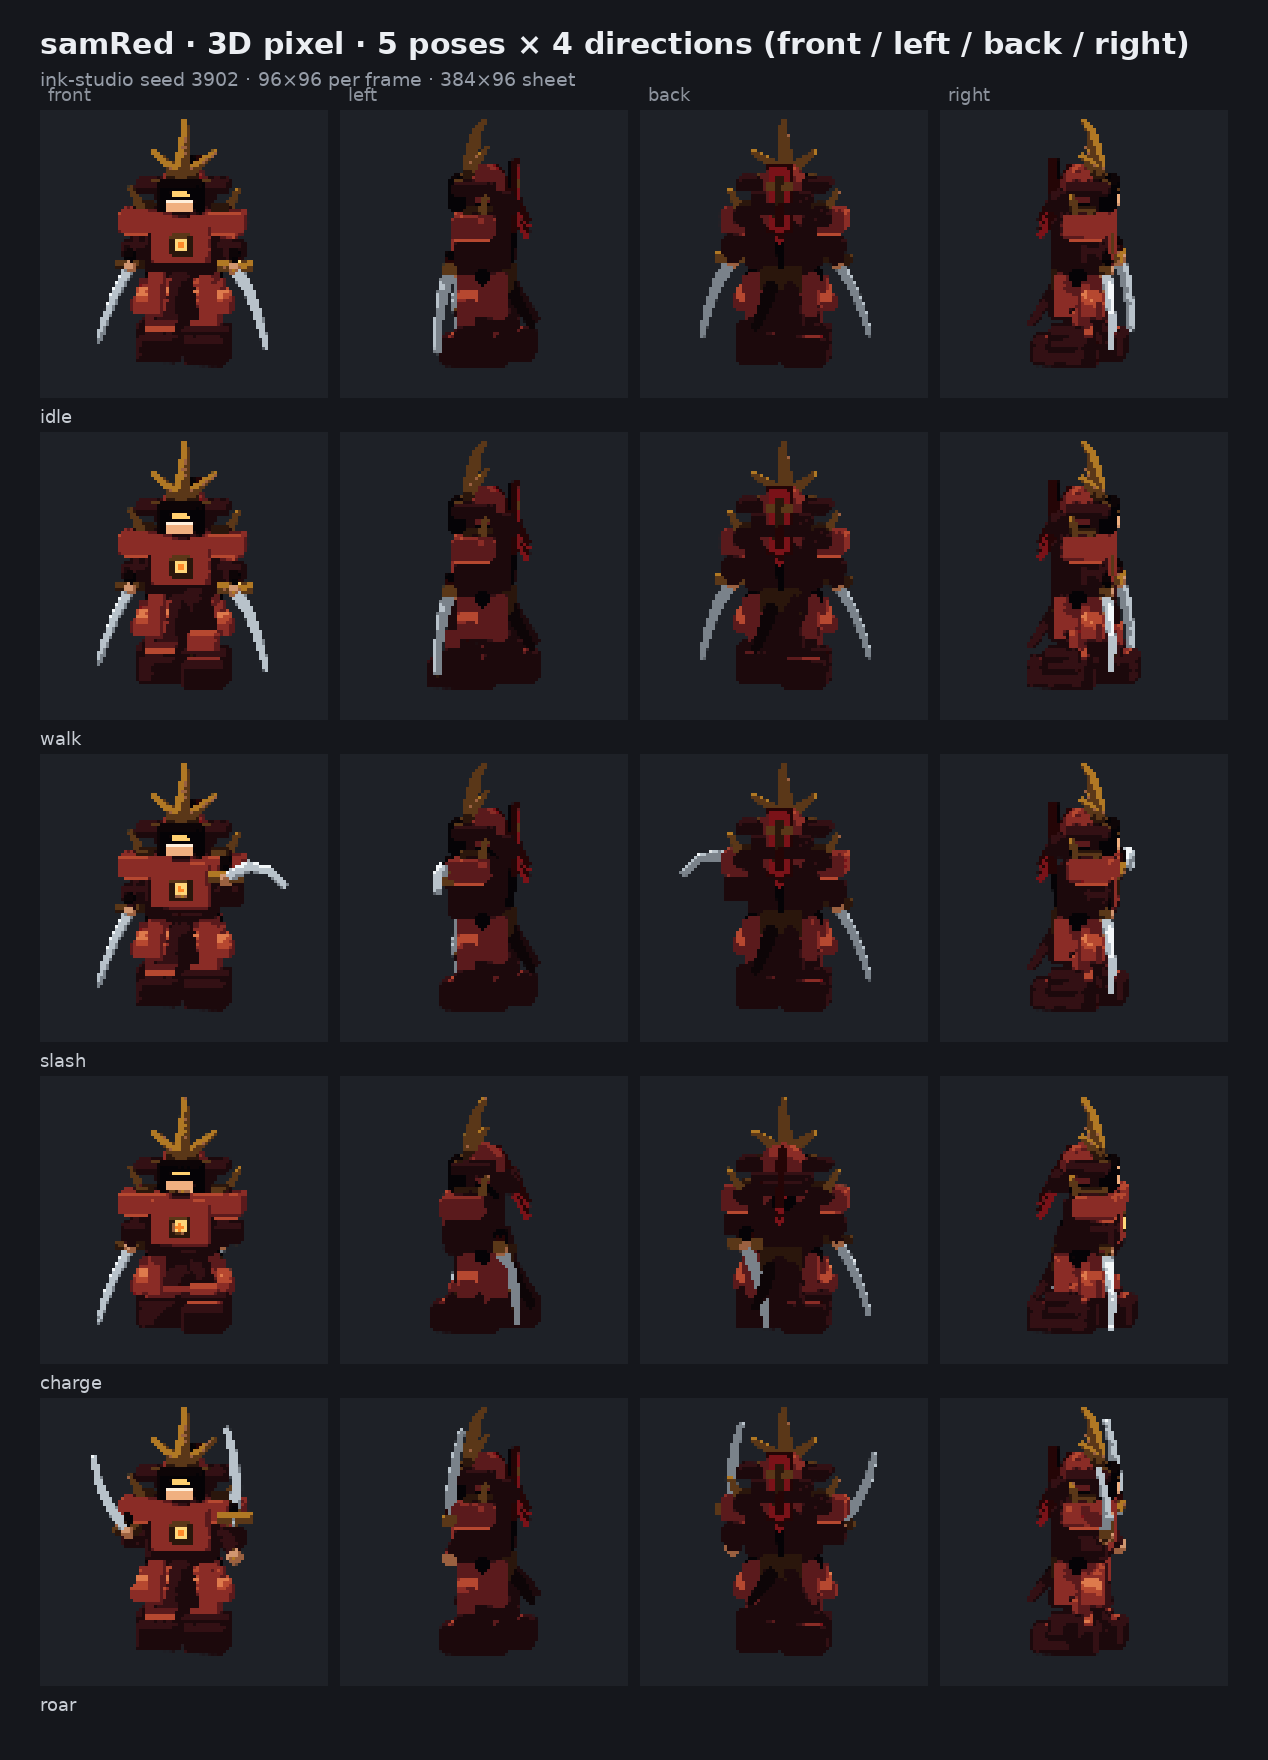 samRed · 3D pixel · 5 poses × 4 directions (front / left / back / right)
ink-studio seed 3902 · 96×96 per frame · 384×96 sheet
front left back right
idle
walk
slash
charge
roar